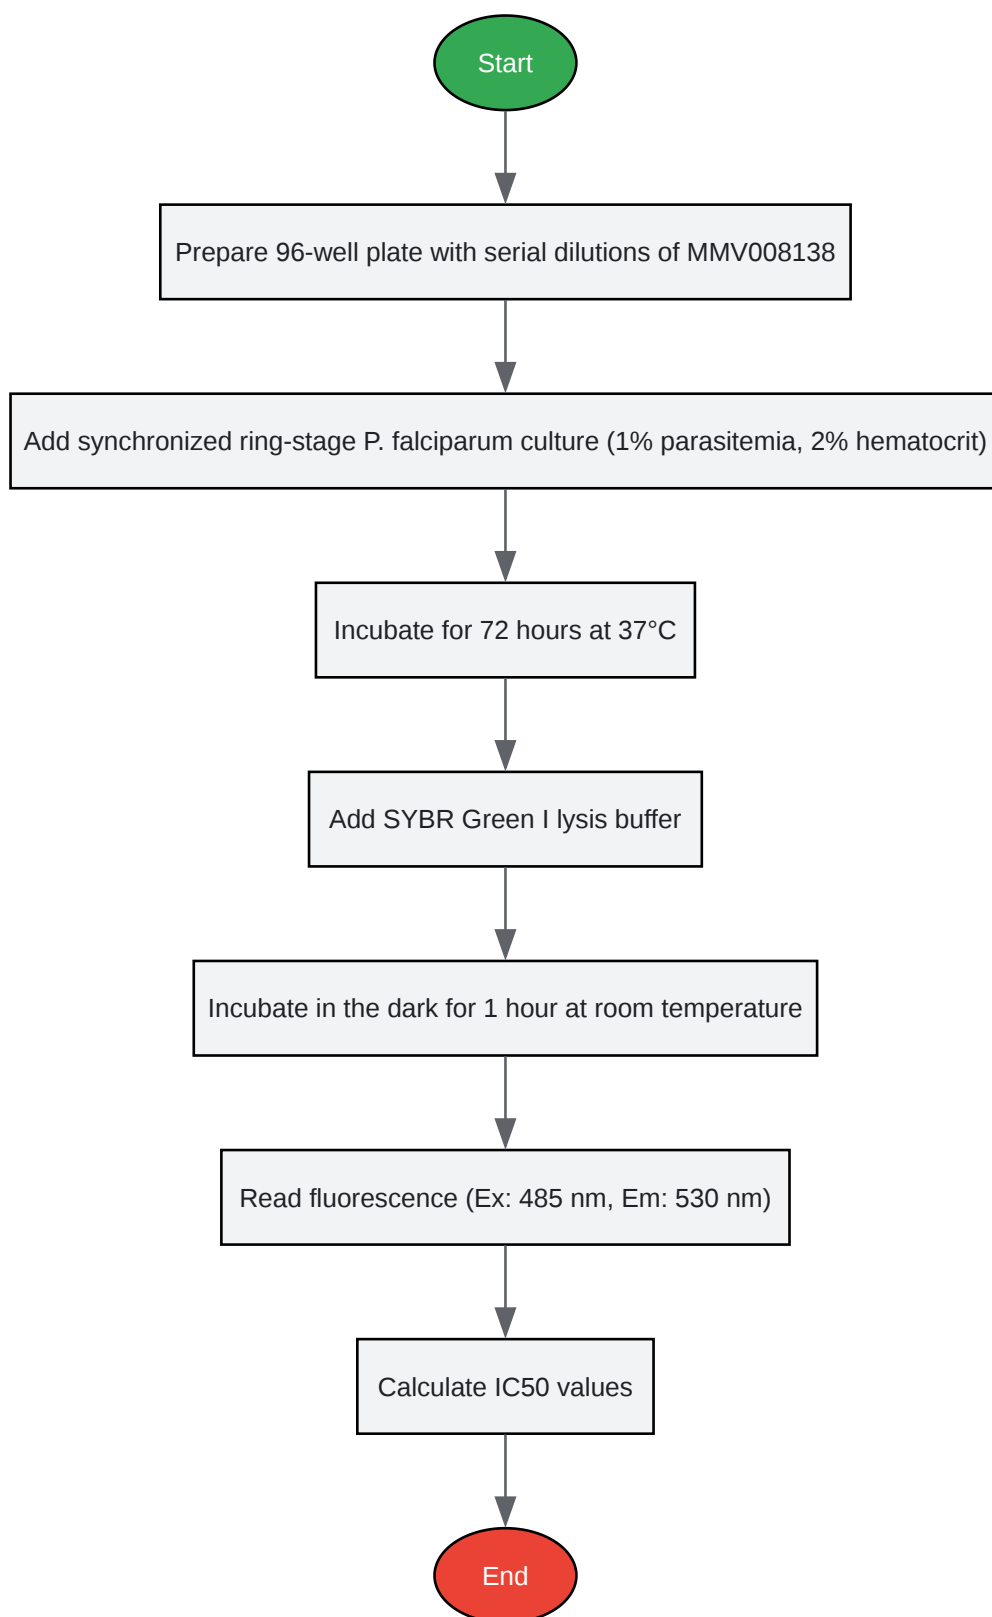 Start
Prepare 96-well plate with serial dilutions of MMV008138
Add synchronized ring-stage P. falciparum culture (1% parasitemia, 2% hematocrit)
Incubate for 72 hours at 37°C
Add SYBR Green I lysis buffer
Incubate in the dark for 1 hour at room temperature
Read fluorescence (Ex: 485 nm, Em: 530 nm)
Calculate IC50 values
End